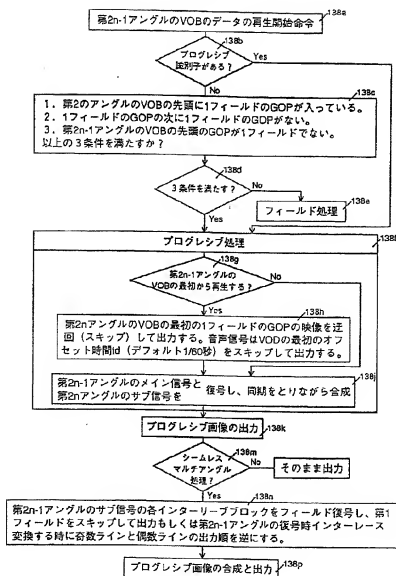 第2n-1アングルのVOBのデータの再生開始命令
138a
138b
プログレシブ
識別子がある？
Yes
No
138c
1. 第2のアングルのVOBの先頭に1フィールドのGOPが入っている。
2. 1フィールドのGOPの次に1フィールドのGOPがない。
3. 第2n-1アングルのVOBの先頭のGOPが1フィールドでない。
以上の3条件を満たすか？
138d
3条件を満たす？
No
138e
フィールド処理
Yes
138f
プログレシブ処理
138g
第2n-1アングルの
VOBの最初から再生する？
No
Yes
138h
第2nアングルのVOBの最初の1フィールドのGOPの映像を迂
回（スキップ）して出力する。音声信号はVODの最初のオフ
セット時間td（デフォルト1/60秒）をスキップして出力する。
138j
第2n-1アングルのメイン信号と
第2nアングルのサブ信号を
復号し、同期をとりながら合成
プログレシブ画像の出力
138k
138m
シームレス
マルチアングル
処理？
No
そのまま出力
Yes
138n
第2n-1アングルのサブ信号の各インターリーブブロックをフィールド復号し、第1
フィールドをスキップして出力もしくは第2n-1アングルの復号時インターレース
変換する時に奇数ラインと偶数ラインの出力順を逆にする。
プログレシブ画像の合成と出力
138p